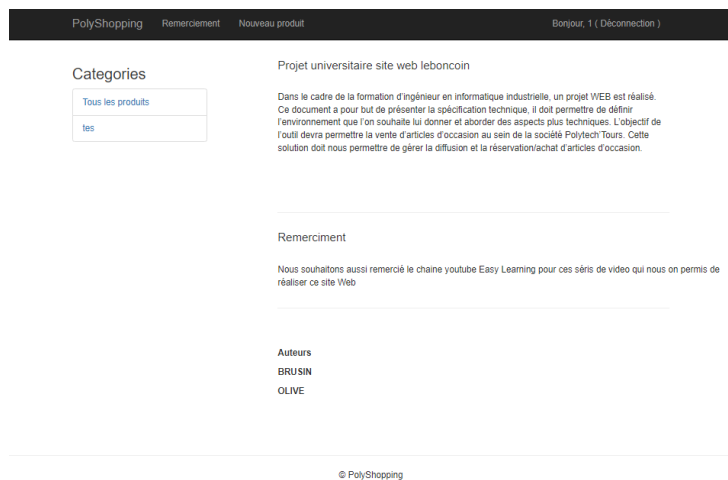 PolyShopping Remerciement Nouveau produit Bonjour, 1 ( Déconnection )
Categories
Tous les produits
tes
Projet universitaire site web leboncoin
Dans le cadre de la formation d'ingénieur en informatique industrielle, un projet WEB est réalisé.
Ce document a pour but de présenter la spécification technique, il doit permettre de définir
l'environnement que l'on souhaite lui donner et aborder des aspects plus techniques. L'objectif de
l'outil devra permettre la vente d'articles d'occasion au sein de la société Polytech'Tours. Cette
solution doit nous permettre de gérer la diffusion et la réservation/achat d'articles d'occasion.
Remerciment
Nous souhaitons aussi remercié le chaine youtube Easy Learning pour ces séris de video qui nous on permis de
réaliser ce site Web
Auteurs
BRUSIN
OLIVE
© PolyShopping